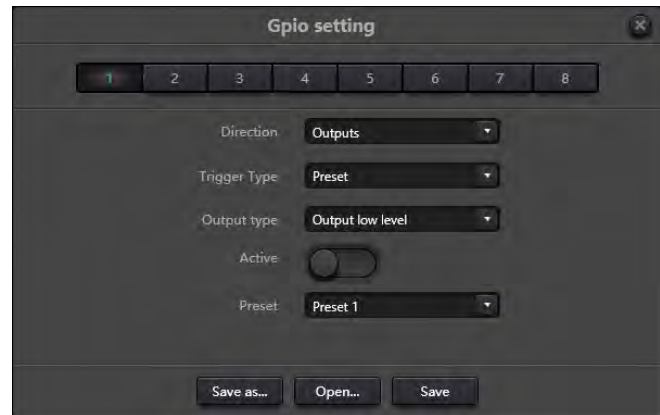 Gpio setting
1 2 3 4 5 6 7 8
Direction Outputs
Trigger Type Preset
Output type Output low level
Active
Preset Preset 1
Save as... Open... Save